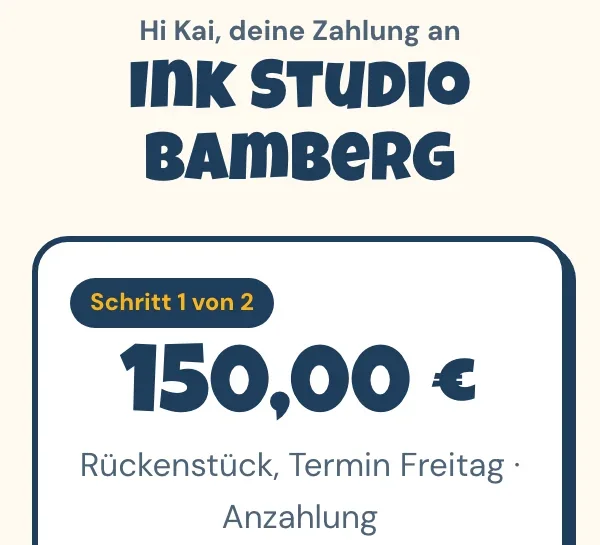 Hi Kai, deine Zahlung an
Ink Studio
Bamberg
Schritt 1 von 2
150,00 €
Rückenstück, Termin Freitag ·
Anzahlung